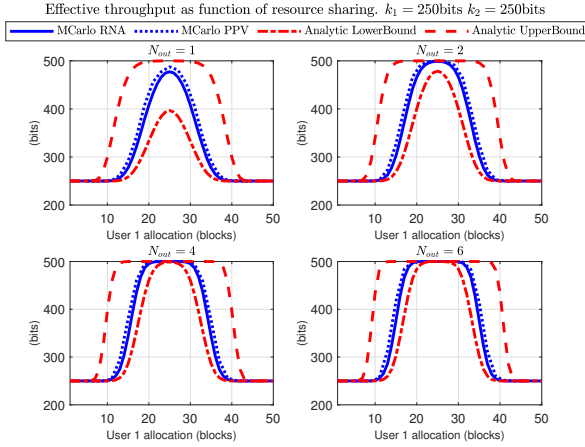 Effective throughput as function of resource sharing. k₁ = 250bits k₂ = 250bits
MCarlo RNA MCarlo PPV Analytic LowerBound Analytic UpperBound
N_out = 1
500
400
300
200
(bits)
10 20 30 40 50
User 1 allocation (blocks)
N_out = 2
500
400
300
200
(bits)
10 20 30 40 50
User 1 allocation (blocks)
N_out = 4
500
400
300
200
(bits)
10 20 30 40 50
User 1 allocation (blocks)
N_out = 6
500
400
300
200
(bits)
10 20 30 40 50
User 1 allocation (blocks)